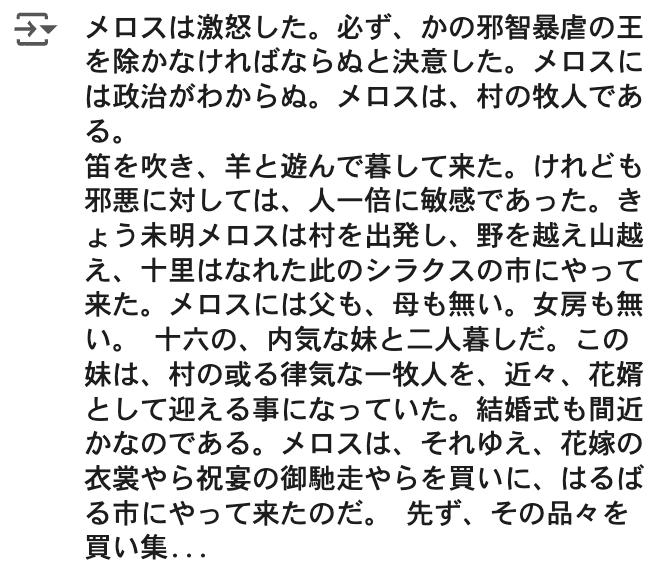 メロスは激怒した。必ず、かの邪智暴虐の王
を除かなければならぬと決意した。メロスに
は政治がわからぬ。メロスは、村の牧人であ
る。
笛を吹き、羊と遊んで暮して来た。けれども
邪悪に対しては、人一倍に敏感であった。き
ょう未明メロスは村を出発し、野を越え山越
え、十里はなれた此のシラクスの市にやって
来た。メロスには父も、母も無い。女房も無
い。 十六の、内気な妹と二人暮しだ。この
妹は、村の或る律気な一牧人を、近々、花婿
として迎える事になっていた。結婚式も間近
かなのである。メロスは、それゆえ、花嫁の
衣裳やら祝宴の御馳走やらを買いに、はるば
る市にやって来たのだ。 先ず、その品々を
買い集...